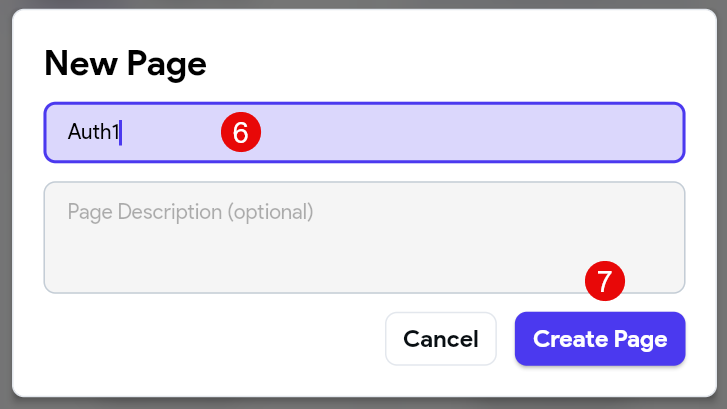 New Page
Auth1
6
Page Description (optional)
7
Cancel
Create Page